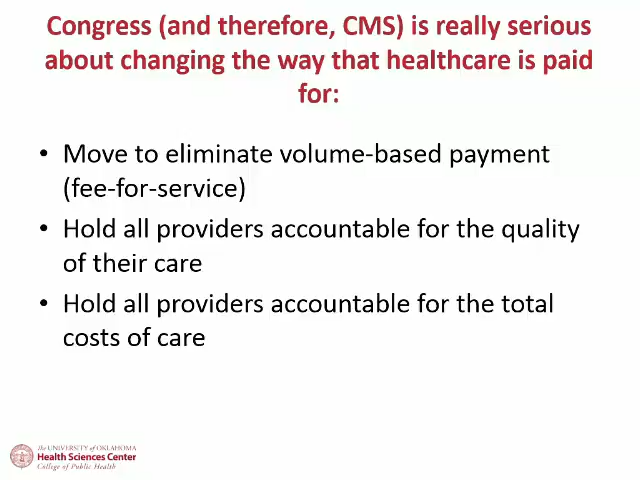 Congress (and therefore, CMS) is really serious
about changing the way that healthcare is paid
for:
• Move to eliminate volume-based payment
(fee-for-service)
• Hold all providers accountable for the quality
of their care
• Hold all providers accountable for the total
costs of care
the UNIVERSITY of OKLAHOMA
Health Sciences Center
College of Public Health